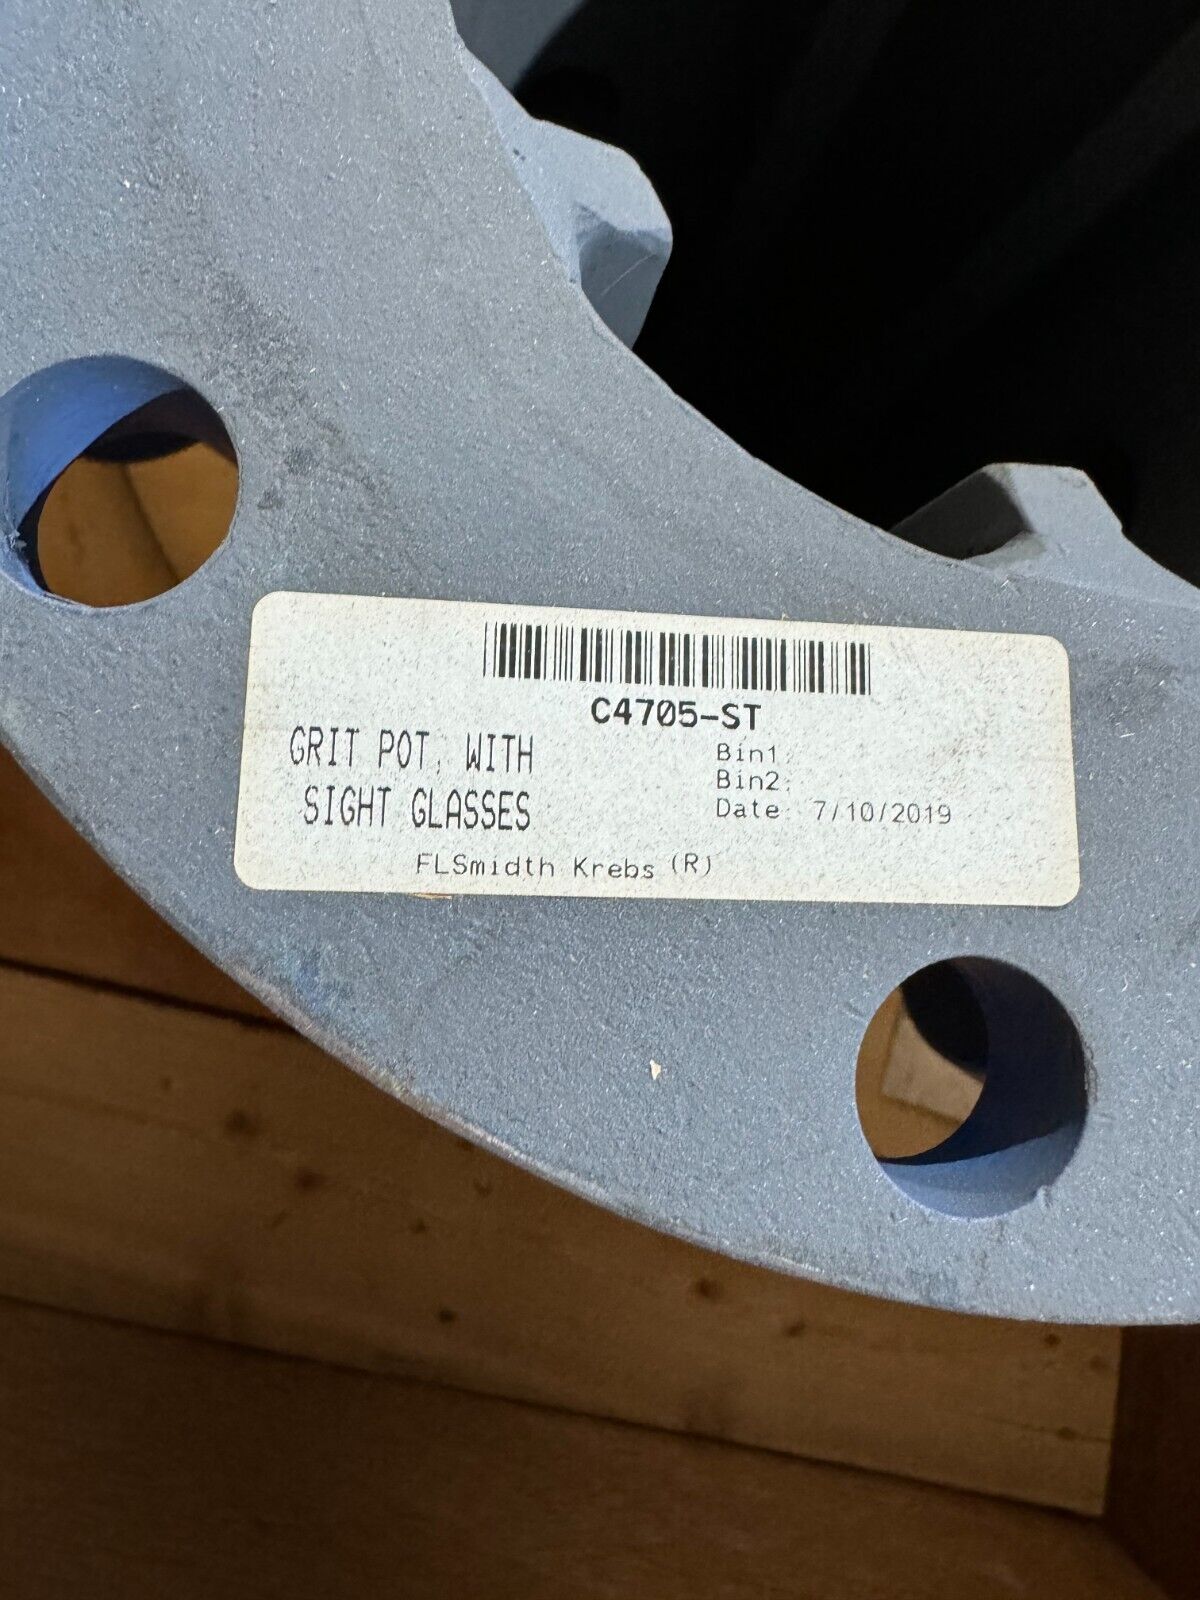 C4705-ST
GRIT POT, WITH
SIGHT GLASSES
Bin1:
Bin2:
Date: 7/10/2019
FLSmidth Krebs (R)